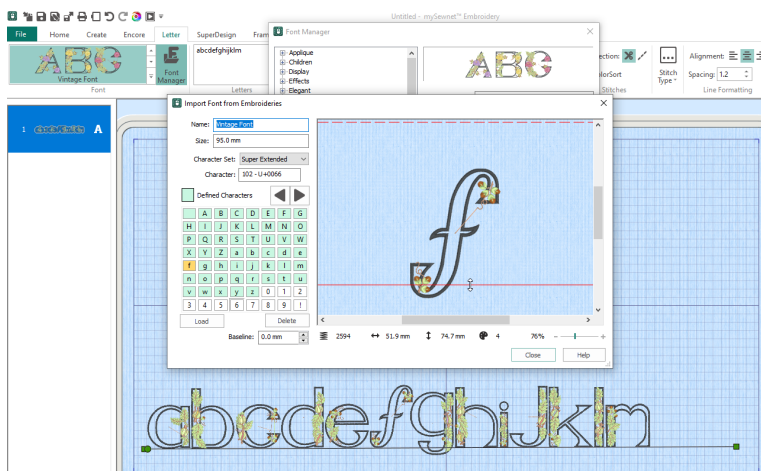 Untitled - mySewnet™ Embroidery
File Home Create Encore Letter SuperDesign Fram
Font Manager
ABC
Vintage Font
Font Manager
abcdefghijklm
Font
Letters
Applique
Children
Display
Effects
Elegant
ABC
ection:
lorSort
Stitch Type
Stitches
Alignment:
Spacing: 1.2
Line Formatting
1 A
Import Font from Embroideries
Name: Vintage Font
Size: 95.0 mm
Character Set: Super Extended
Character: 102 - U+0066
Defined Characters
A B C D E F G
H I J K L M N O
P Q R S T U V W
X Y Z a b c d e
f g h i j k l m
n o p q r s t u
v w x y z 0 1 2
3 4 5 6 7 8 9 !
Load Delete
Baseline: 0.0 mm
f
2594 51.9 mm 74.7 mm 4 76% - +
Close Help
abcdefghijklm